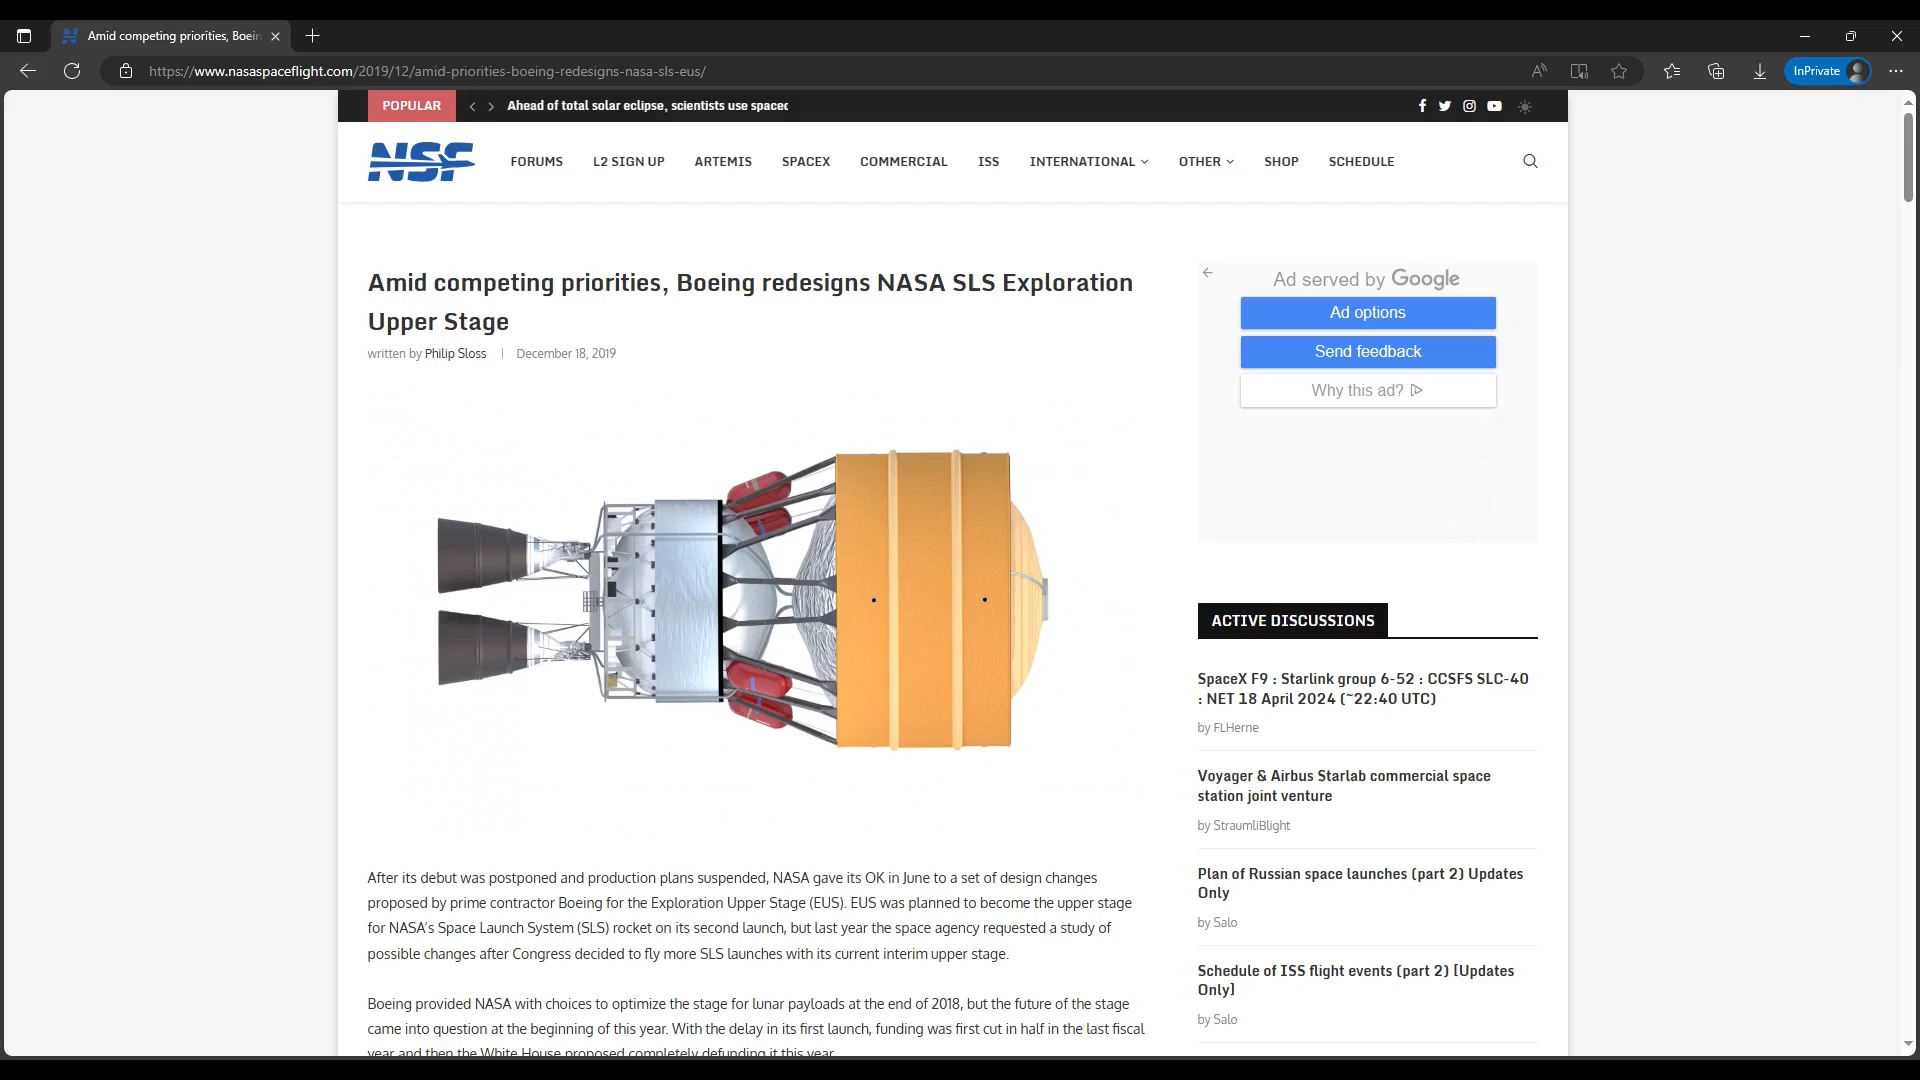 Amid competing priorities, Boein
https://www.nasaspaceflight.com/2019/12/amid-priorities-boeing-redesigns-nasa-sls-eus/
InPrivate
POPULAR
Ahead of total solar eclipse, scientists use spacec
NSF
FORUMS
L2 SIGN UP
ARTEMIS
SPACEX
COMMERCIAL
ISS
INTERNATIONAL
OTHER
SHOP
SCHEDULE
Amid competing priorities, Boeing redesigns NASA SLS Exploration
Upper Stage
written by Philip Sloss
December 18, 2019
After its debut was postponed and production plans suspended, NASA gave its OK in June to a set of design changes
proposed by prime contractor Boeing for the Exploration Upper Stage (EUS). EUS was planned to become the upper stage
for NASA’s Space Launch System (SLS) rocket on its second launch, but last year the space agency requested a study of
possible changes after Congress decided to fly more SLS launches with its current interim upper stage.
Boeing provided NASA with choices to optimize the stage for lunar payloads at the end of 2018, but the future of the stage
came into question at the beginning of this year. With the delay in its first launch, funding was first cut in half in the last fiscal
year and then the White House proposed completely defunding it this year.
Ad served by Google
Ad options
Send feedback
Why this ad?
ACTIVE DISCUSSIONS
SpaceX F9 : Starlink group 6-52 : CCSFS SLC-40
: NET 18 April 2024 (~22:40 UTC)
by FLHerne
Voyager & Airbus Starlab commercial space
station joint venture
by StraumliBlight
Plan of Russian space launches (part 2) Updates
Only
by Salo
Schedule of ISS flight events (part 2) [Updates
Only]
by Salo